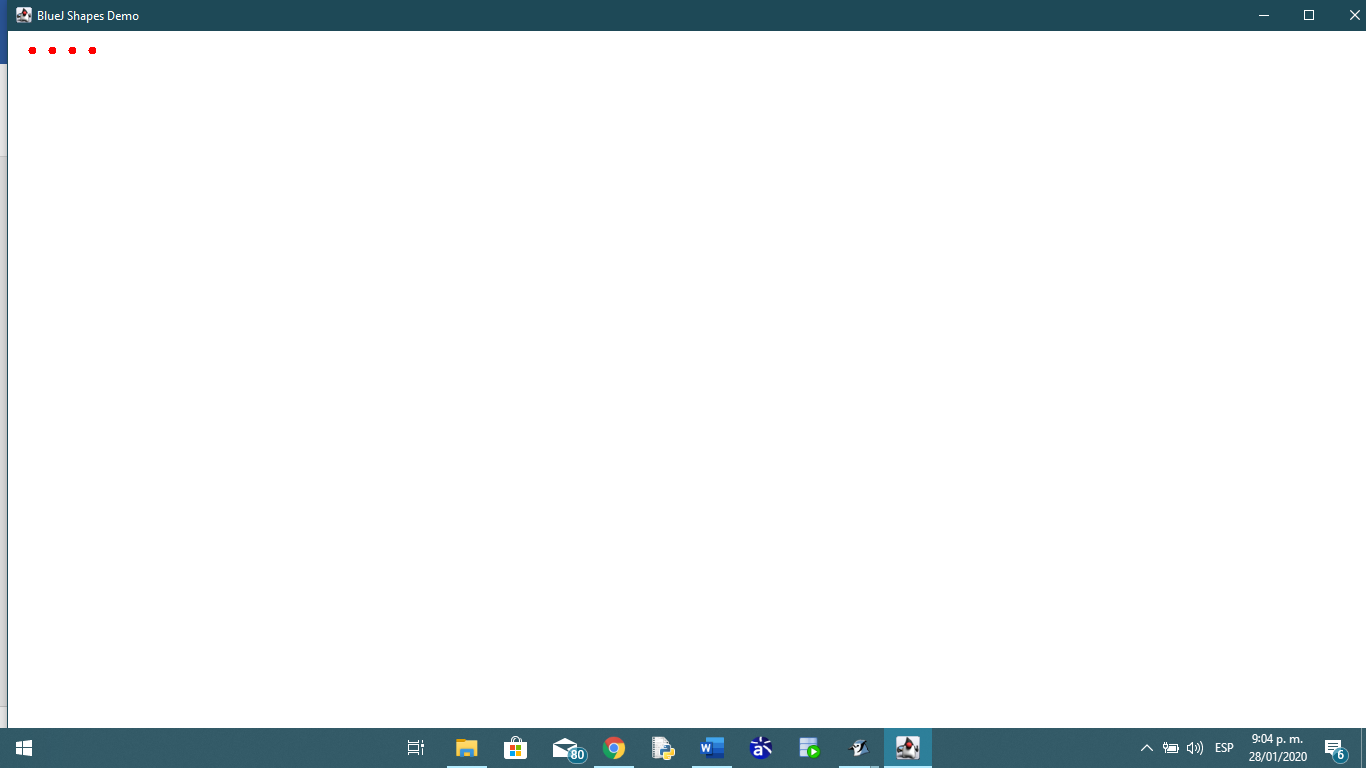 BlueJ Shapes Demo
80
W
a
ESP
9:04 p. m.
28/01/2020
6